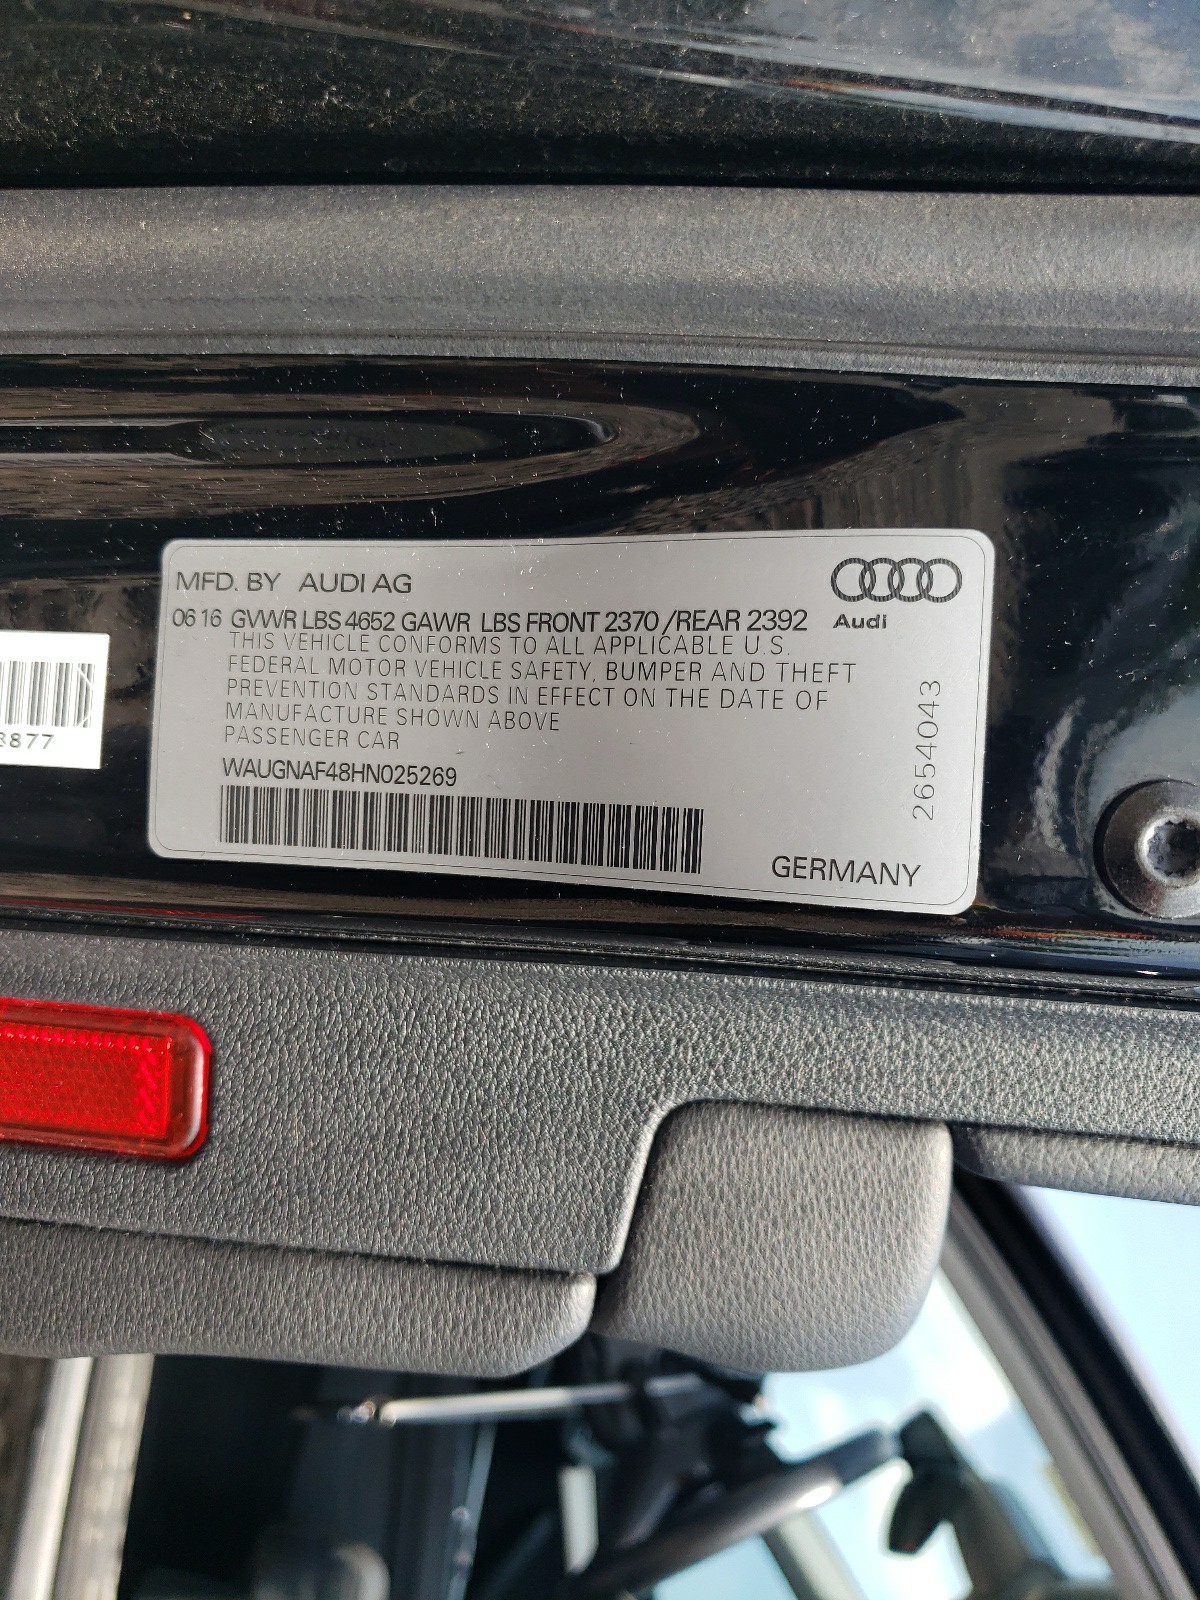 MFD. BY AUDI AG
06 16 GVWR LBS 4652 GAWR LBS FRONT 2370 /REAR 2392
Audi
THIS VEHICLE CONFORMS TO ALL APPLICABLE U.S.
FEDERAL MOTOR VEHICLE SAFETY, BUMPER AND THEFT
PREVENTION STANDARDS IN EFFECT ON THE DATE OF
MANUFACTURE SHOWN ABOVE
PASSENGER CAR
WAUGNAF48HN025269
2654043
GERMANY